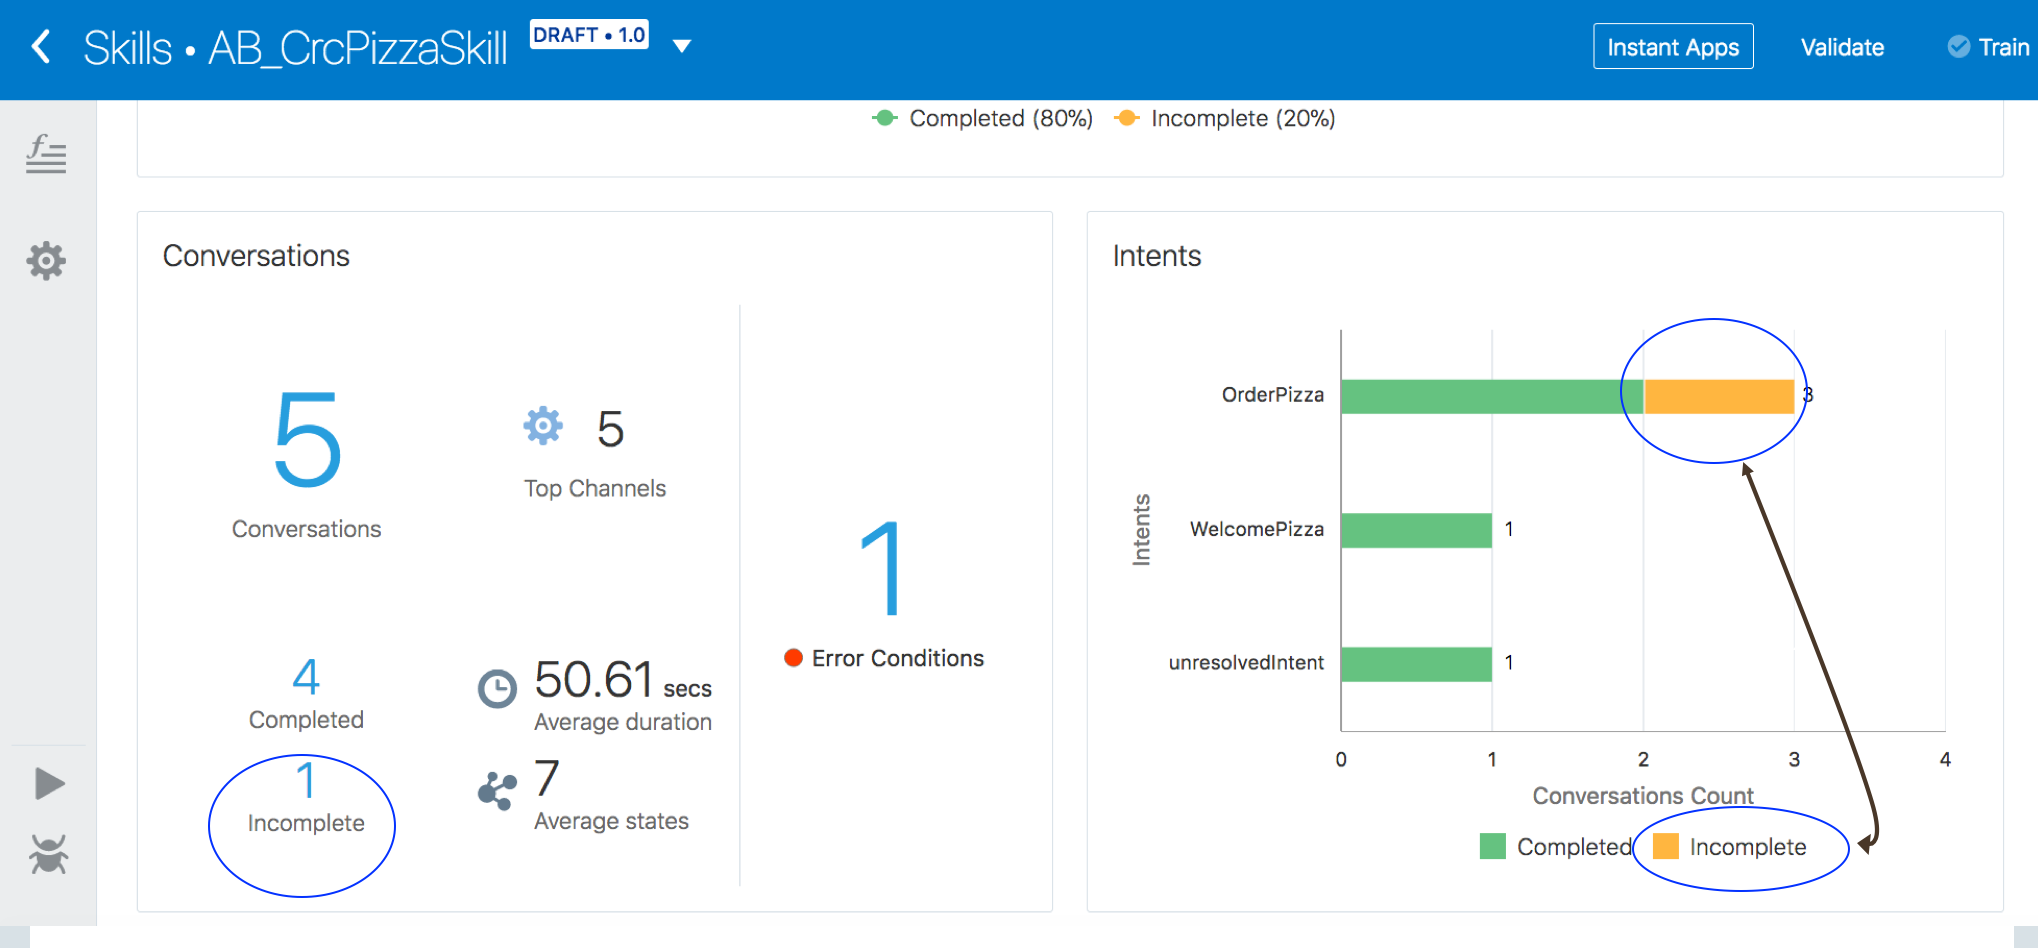 Skills • AB_CrcPizzaSkill DRAFT • 1.0 Instant Apps Validate Train
Completed (80%) Incomplete (20%)
Conversations
5
Conversations
5
Top Channels
4
Completed
1
Incomplete
50.61 secs
Average duration
7
Average states
1
Error Conditions
Intents
Intents
OrderPizza 3
WelcomePizza 1
unresolvedIntent 1
0 1 2 3 4
Conversations Count
Completed Incomplete